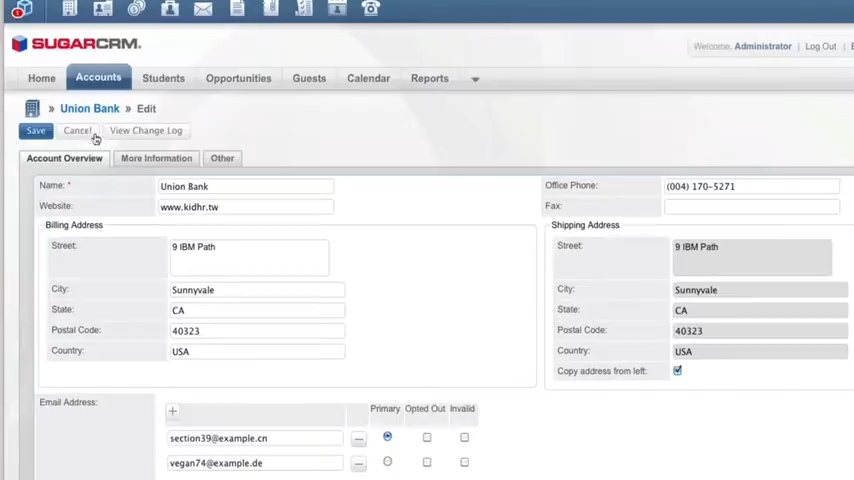 SUGARCRM.
Welcome, Administrator | Log Out |
Home Accounts Students Opportunities Guests Calendar Reports
» Union Bank » Edit
Save Cancel View Change Log
Account Overview More Information Other
Name: * Union Bank Office Phone: (004) 170-5271
Website: www.kidhr.tw Fax:
Billing Address Shipping Address
Street: 9 IBM Path Street: 9 IBM Path
City: Sunnyvale City: Sunnyvale
State: CA State: CA
Postal Code: 40323 Postal Code: 40323
Country: USA Country: USA
Copy address from left:
Email Address: Primary Opted Out Invalid
section39@example.cn
vegan74@example.de